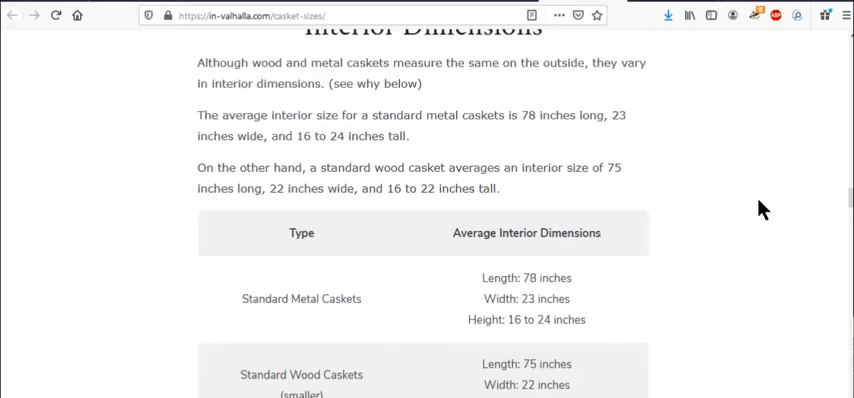 https://in-valhalla.com/casket-sizes/
Interior Dimensions
Although wood and metal caskets measure the same on the outside, they vary
in interior dimensions. (see why below)
The average interior size for a standard metal caskets is 78 inches long, 23
inches wide, and 16 to 24 inches tall.
On the other hand, a standard wood casket averages an interior size of 75
inches long, 22 inches wide, and 16 to 22 inches tall.
Type Average Interior Dimensions
Length: 78 inches
Standard Metal Caskets Width: 23 inches
Height: 16 to 24 inches
Length: 75 inches
Standard Wood Caskets
Width: 22 inches
(smaller)